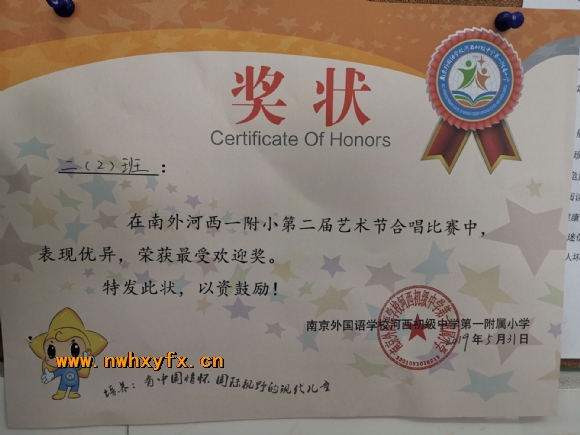 奖状
Certificate Of Honors
二（2）班：
在南外河西一附小第二届艺术节合唱比赛中，
表现优异，荣获最受欢迎奖。
特发此状，以资鼓励！
南京外国语学校河西初级中学第一附属小学
19年5月31日
www.nwhxyfx.cn
培养：有中国情怀 国际视野的现代儿童